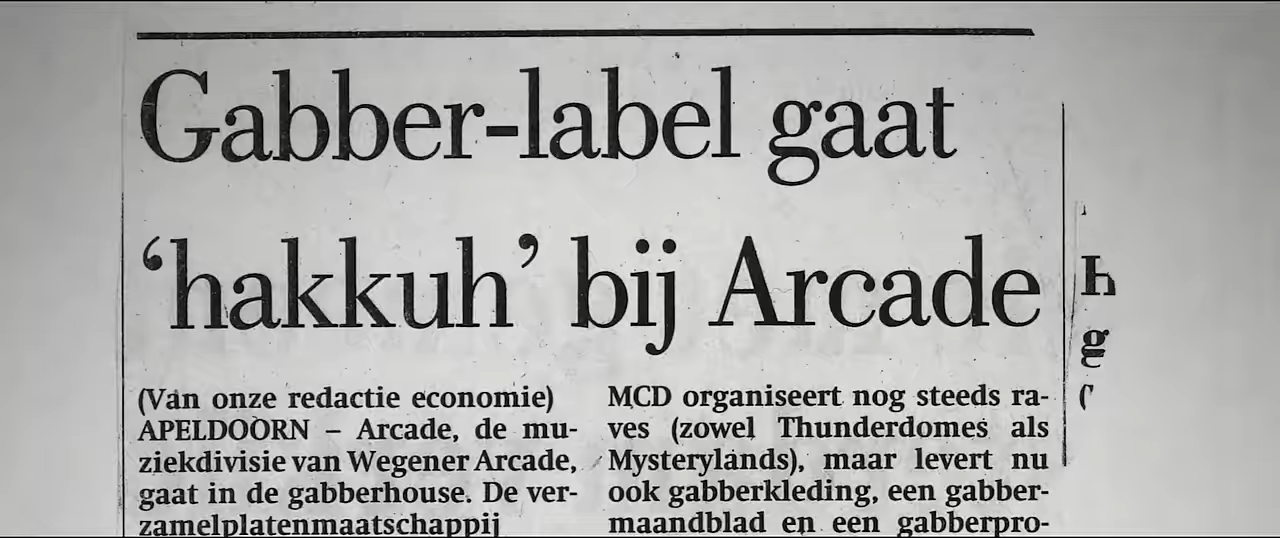 Gabber-label gaat
‘hakkuh’ bij Arcade
(Van onze redactie economie)
APELDOORN – Arcade, de mu-
ziekdivisie van Wegener Arcade,
gaat in de gabberhouse. De ver-
zamelplatenmaatschappij
MCD organiseert nog steeds ra-
ves (zowel Thunderdomes als
Mysterylands), maar levert nu
ook gabberkleding, een gabber-
maandblad en een gabberpro-
h
g
(